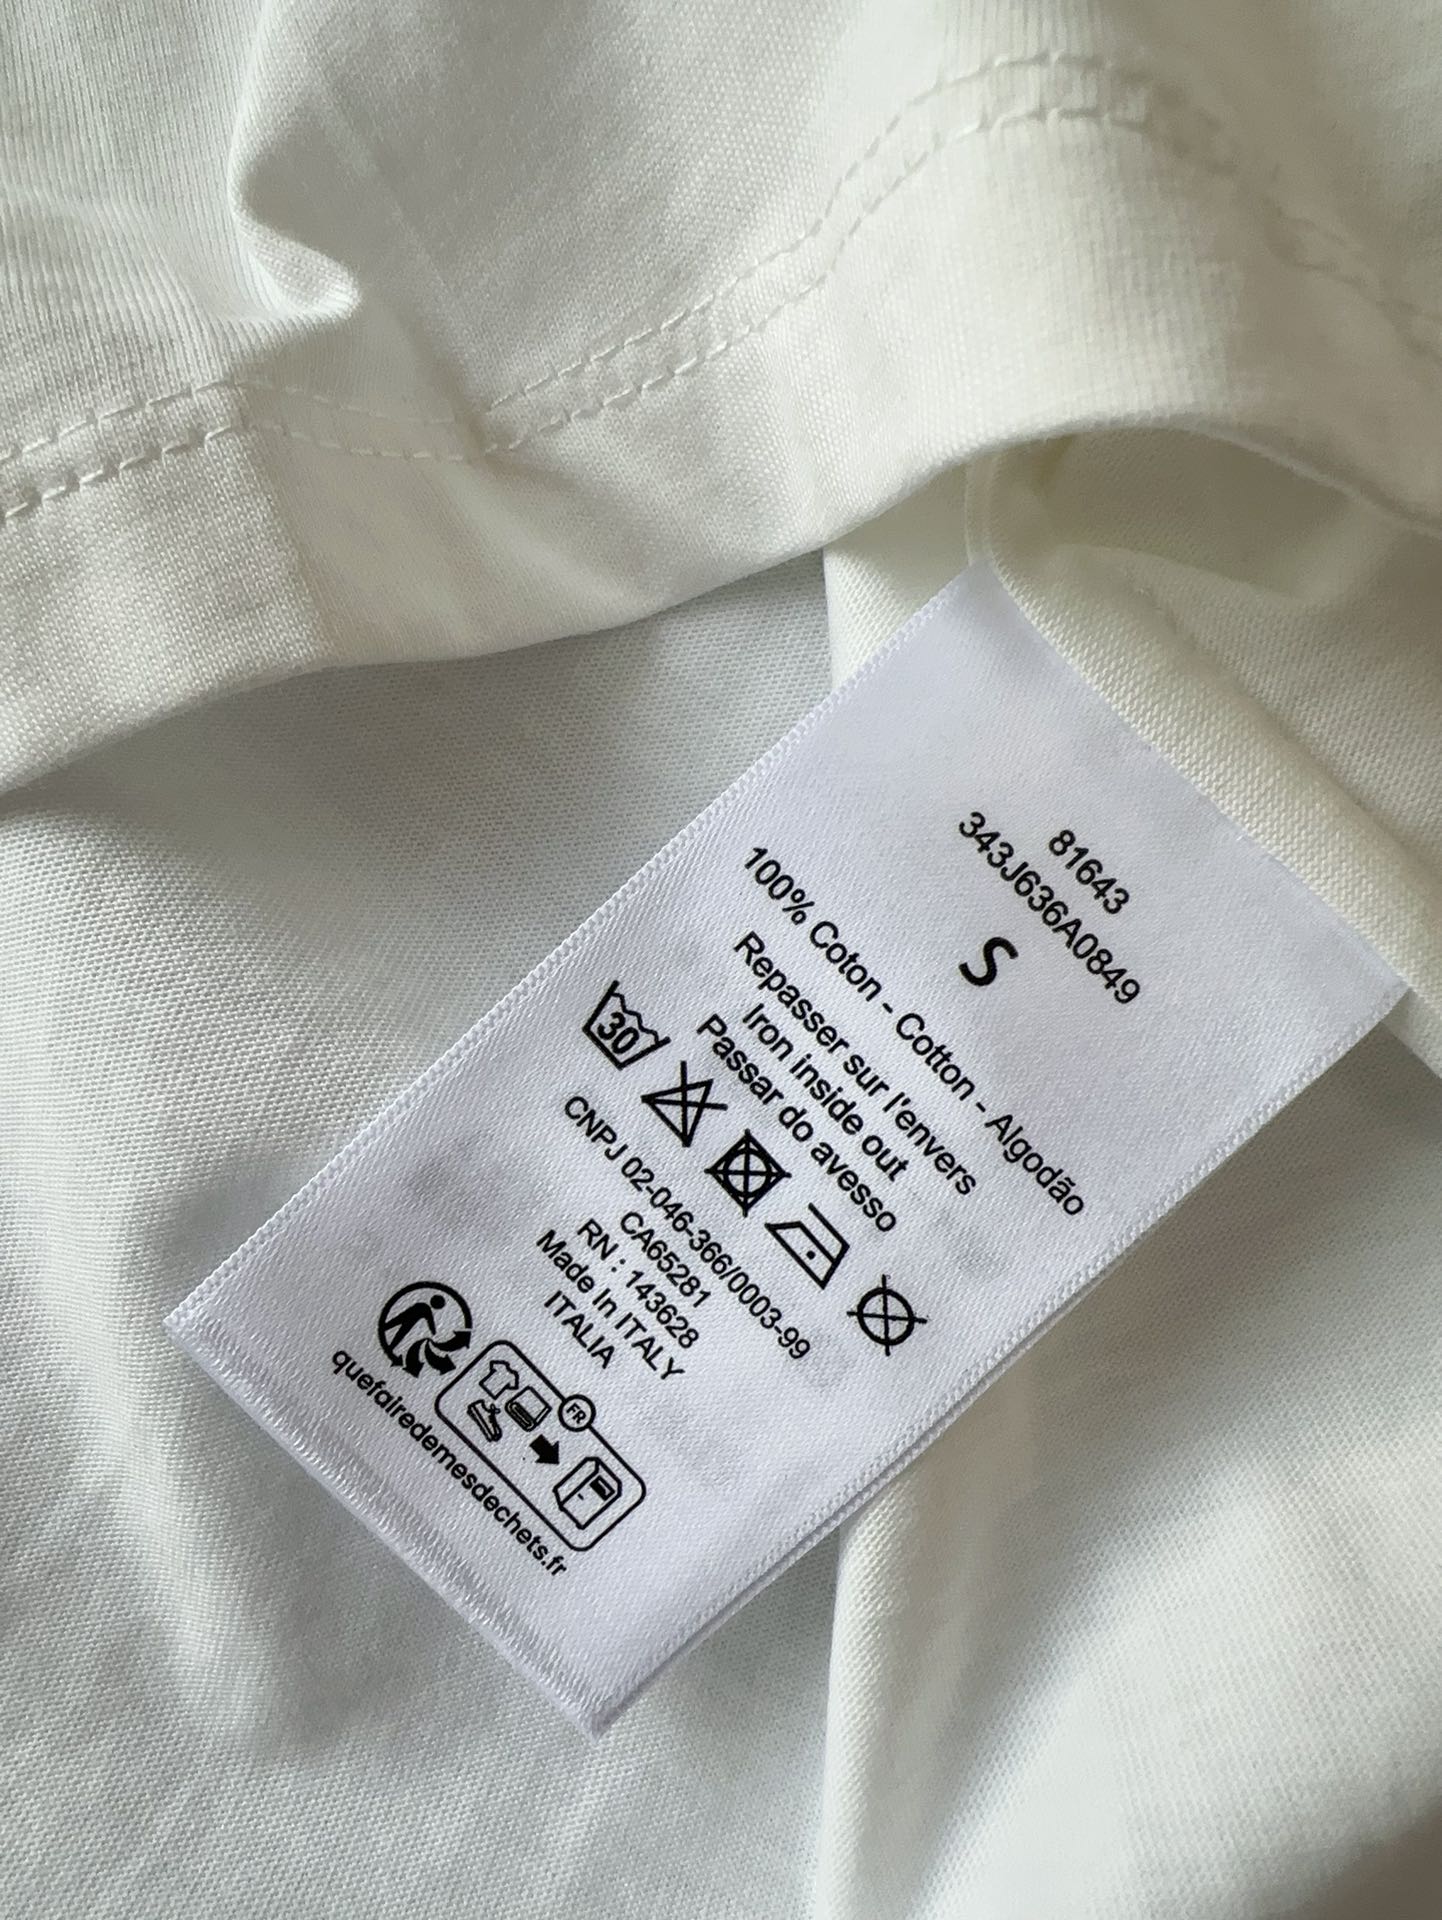 81643
343J636A0849
S
100% Coton - Cotton - Algodão
Repasser sur l'envers
Iron inside out
Passar do avesso
30
CNPJ 02-046-366/0003-99
CA65281
RN : 143628
Made In ITALY
ITALIA
FR
quefairedemesdechets.fr